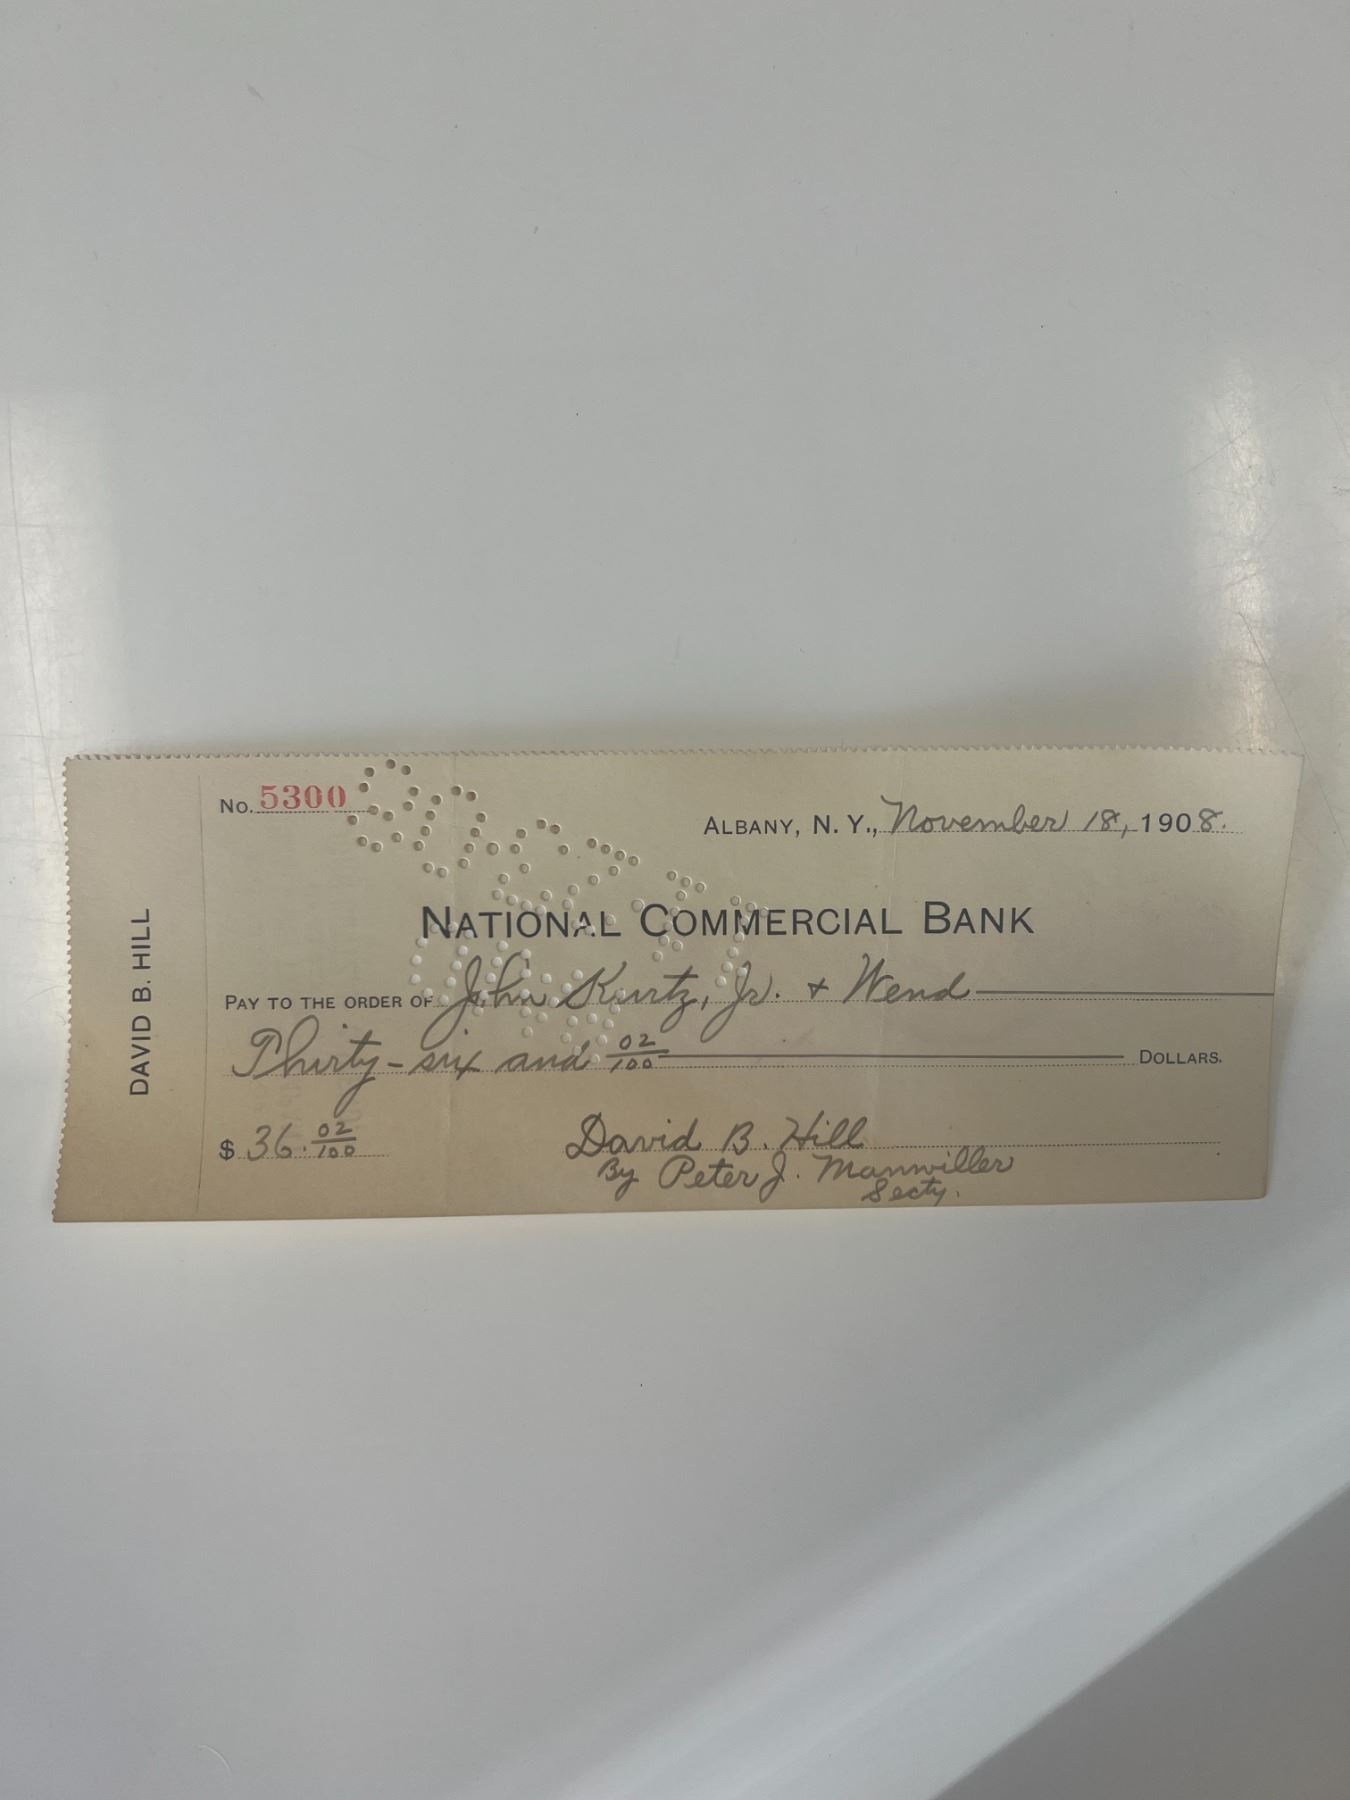 No. 5300
ALBANY, N. Y., November 18, 1908.
NATIONAL COMMERCIAL BANK
PAY TO THE ORDER OF John Kurtz, Jr. & Wend
Thirty-six and 02/100 DOLLARS.
$ 36. 02/100
David B. Hill
By Peter J. Manwiller
Secty.
DAVID B. HILL